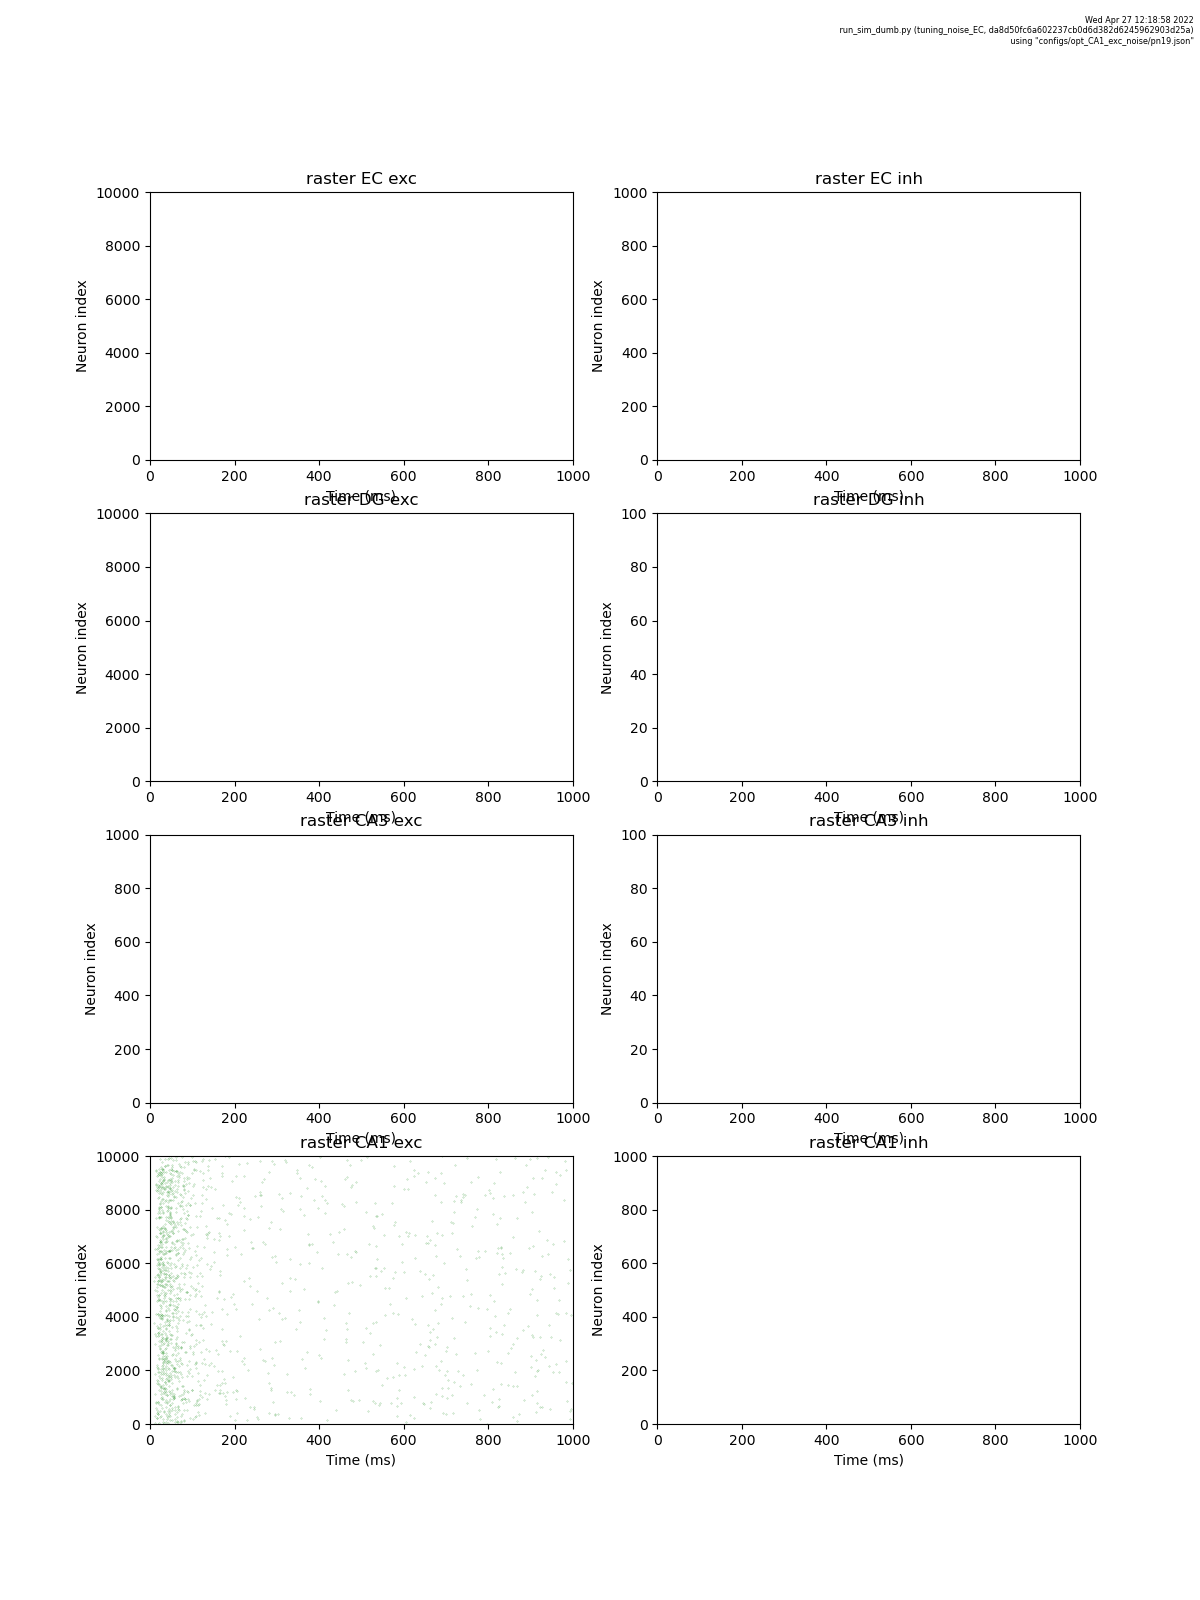 Wed Apr 27 12:18:58 2022
run_sim_dumb.py (tuning_noise_EC, da8d50fc6a602237cb0d6d382d6245962903d25a)
using "configs/opt_CA1_exc_noise/pn19.json"
raster EC exc
10000
8000
6000
4000
2000
0
Neuron index
0 200 400 600 800 1000
Time (ms)
raster EC inh
1000
800
600
400
200
0
Neuron index
0 200 400 600 800 1000
Time (ms)
raster DG exc
10000
8000
6000
4000
2000
0
Neuron index
0 200 400 600 800 1000
Time (ms)
raster DG inh
100
80
60
40
20
0
Neuron index
0 200 400 600 800 1000
Time (ms)
raster CA3 exc
1000
800
600
400
200
0
Neuron index
0 200 400 600 800 1000
Time (ms)
raster CA3 inh
100
80
60
40
20
0
Neuron index
0 200 400 600 800 1000
Time (ms)
raster CA1 exc
10000
8000
6000
4000
2000
0
Neuron index
0 200 400 600 800 1000
Time (ms)
raster CA1 inh
1000
800
600
400
200
0
Neuron index
0 200 400 600 800 1000
Time (ms)